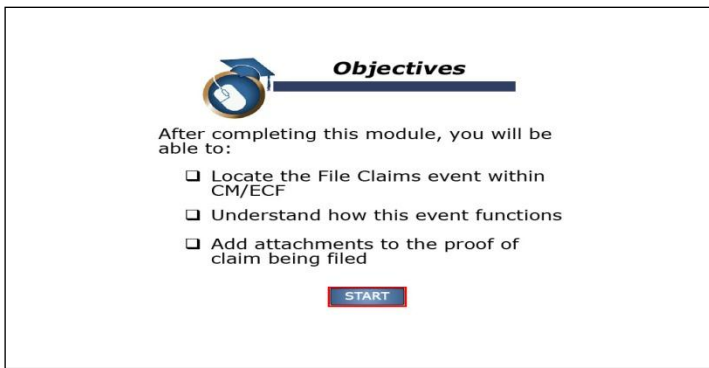 Objectives
After completing this module, you will be
able to:
❑ Locate the File Claims event within
CM/ECF
❑ Understand how this event functions
❑ Add attachments to the proof of
claim being filed
START